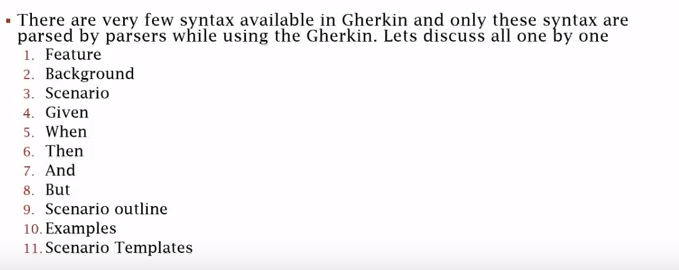 ▪ There are very few syntax available in Gherkin and only these syntax are
parsed by parsers while using the Gherkin. Lets discuss all one by one
1. Feature
2. Background
3. Scenario
4. Given
5. When
6. Then
7. And
8. But
9. Scenario outline
10. Examples
11. Scenario Templates